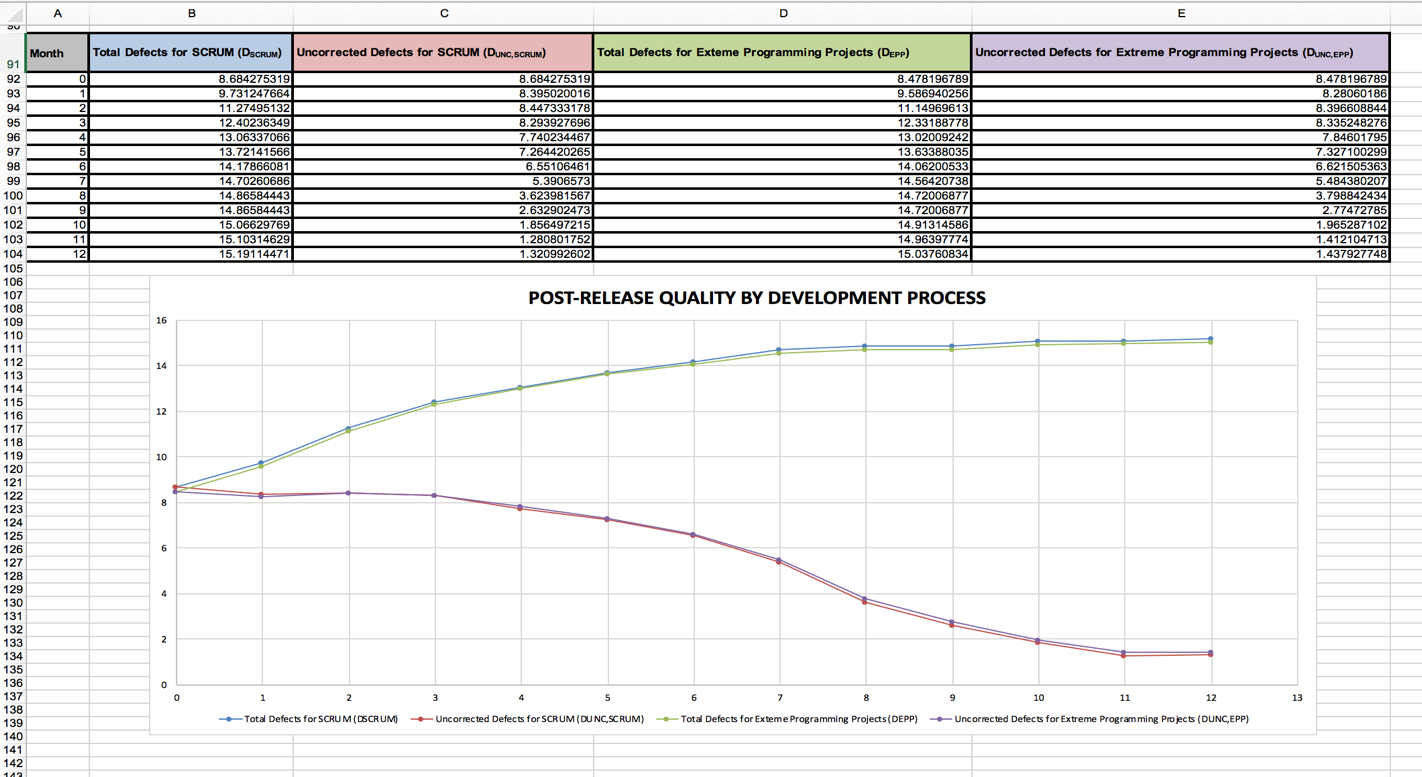 A B C D E
90
91 Month Total Defects for SCRUM (DSCRUM) Uncorrected Defects for SCRUM (DUNC,SCRUM) Total Defects for Exteme Programming Projects (DEPP) Uncorrected Defects for Extreme Programming Projects (DUNC,EPP)
92 0 8.684275319 8.684275319 8.478196789 8.478196789
93 1 9.731247664 8.395020016 9.586940256 8.28060186
94 2 11.27495132 8.447333178 11.14969613 8.396608844
95 3 12.40236349 8.293927696 12.33188778 8.335248276
96 4 13.06337066 7.740234467 13.02009242 7.84601795
97 5 13.72141566 7.264420265 13.63388035 7.327100299
98 6 14.17866081 6.55106461 14.06200533 6.621505363
99 7 14.70260686 5.3906573 14.56420738 5.484380207
100 8 14.86584443 3.623981567 14.72006877 3.798842434
101 9 14.86584443 2.632902473 14.72006877 2.77472785
102 10 15.06629769 1.856497215 14.91314586 1.965287102
103 11 15.10314629 1.280801752 14.96397774 1.412104713
104 12 15.19114471 1.320992602 15.03760834 1.437927748
105
106
107 POST-RELEASE QUALITY BY DEVELOPMENT PROCESS
108
109 16
110
111
112 14
113
114
115
116 12
117
118
119 10
120
121
122 8
123
124
125
126 6
127
128
129 4
130
131
132
133 2
134
135
136 0
137 0 1 2 3 4 5 6 7 8 9 10 11 12 13
138 Total Defects for SCRUM (DSCRUM) Uncorrected Defects for SCRUM (DUNC,SCRUM) Total Defects for Exteme Programming Projects (DEPP) Uncorrected Defects for Extreme Programming Projects (DUNC,EPP)
139
140
141
142
143